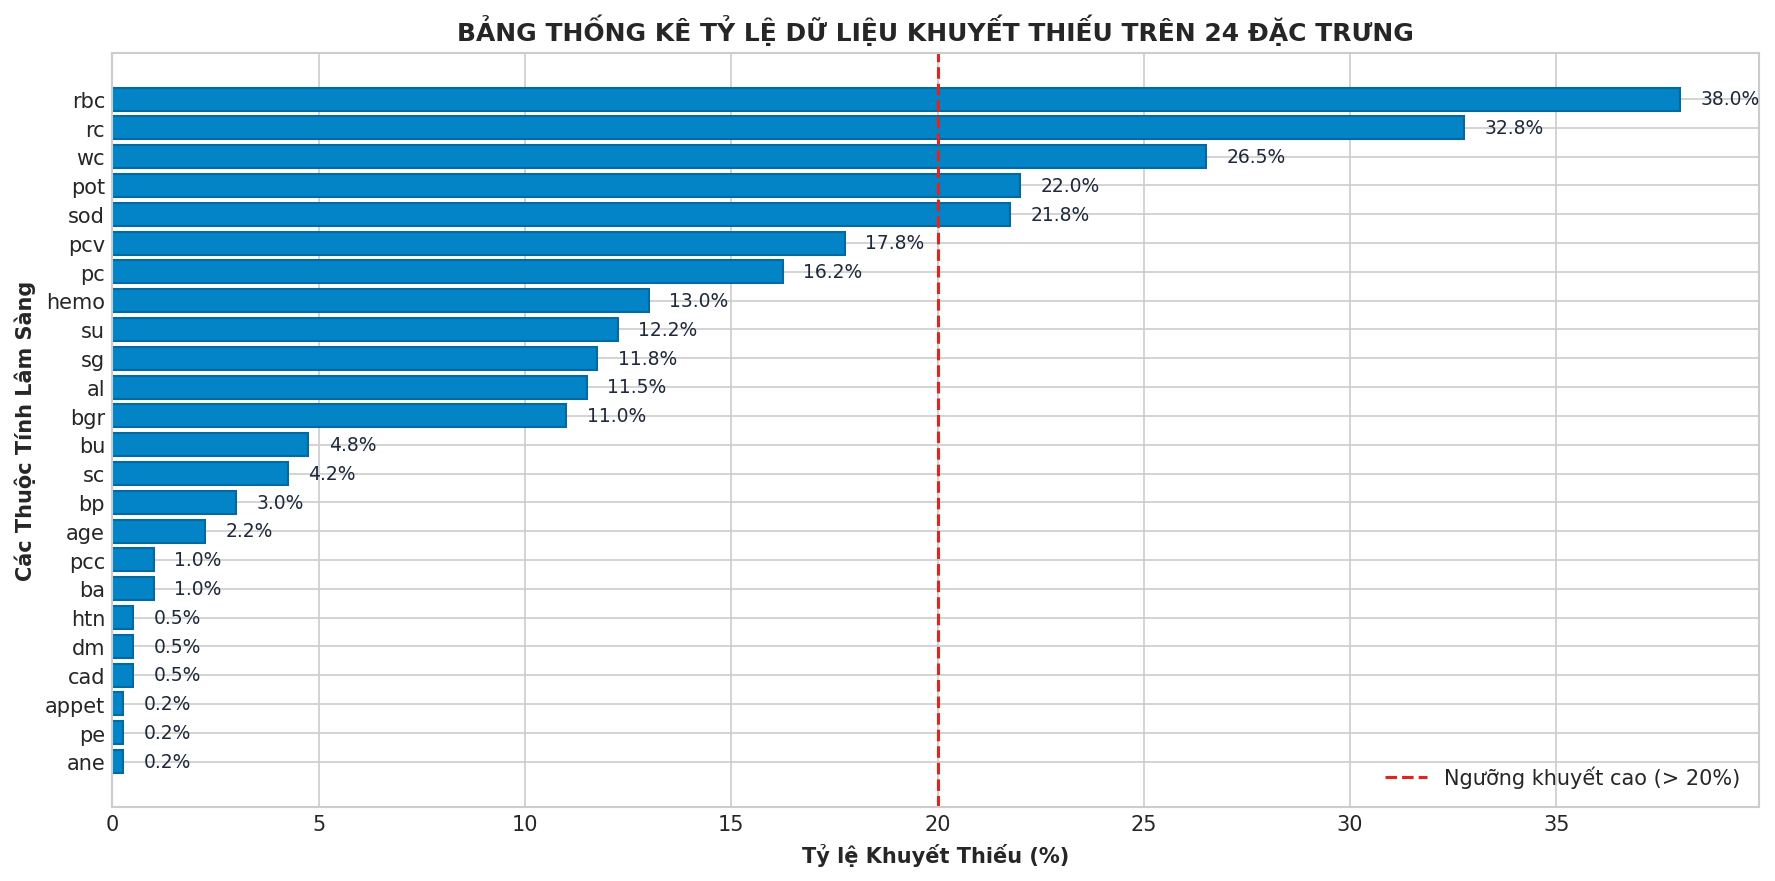 BẢNG THỐNG KÊ TỶ LỆ DỮ LIỆU KHUYẾT THIẾU TRÊN 24 ĐẶC TRƯNG
Các Thuộc Tính Lâm Sàng
rbc 38.0%
rc 32.8%
wc 26.5%
pot 22.0%
sod 21.8%
pcv 17.8%
pc 16.2%
hemo 13.0%
su 12.2%
sg 11.8%
al 11.5%
bgr 11.0%
bu 4.8%
sc 4.2%
bp 3.0%
age 2.2%
pcc 1.0%
ba 1.0%
htn 0.5%
dm 0.5%
cad 0.5%
appet 0.2%
pe 0.2%
ane 0.2%
Ngưỡng khuyết cao (> 20%)
0 5 10 15 20 25 30 35
Tỷ lệ Khuyết Thiếu (%)